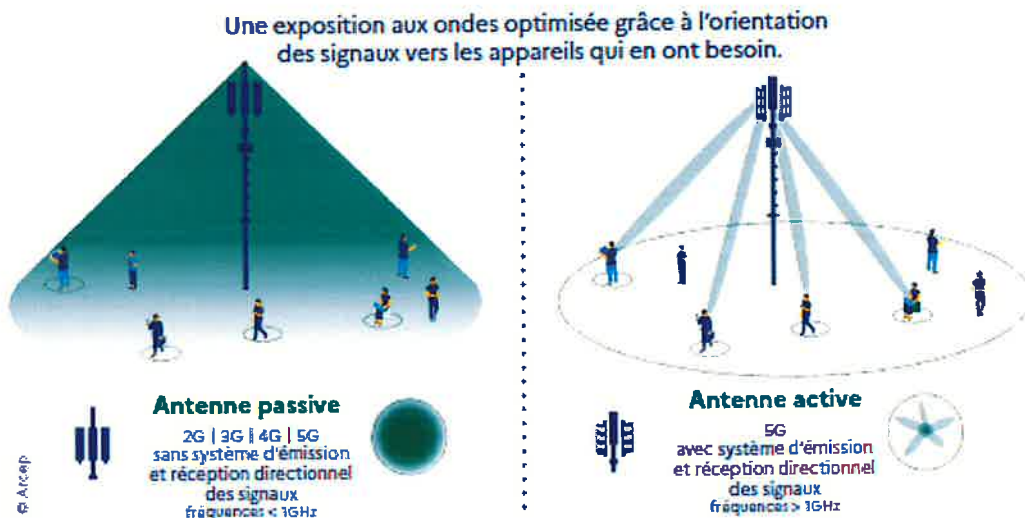 Une exposition aux ondes optimisée grâce à l'orientation
des signaux vers les appareils qui en ont besoin.
Antenne passive
2G | 3G | 4G | 5G
sans système d'émission
et réception directionnel
des signaux
fréquences < 1GHz
Antenne active
5G
avec système d'émission
et réception directionnel
des signaux
fréquences > 1GHz
© Arcep